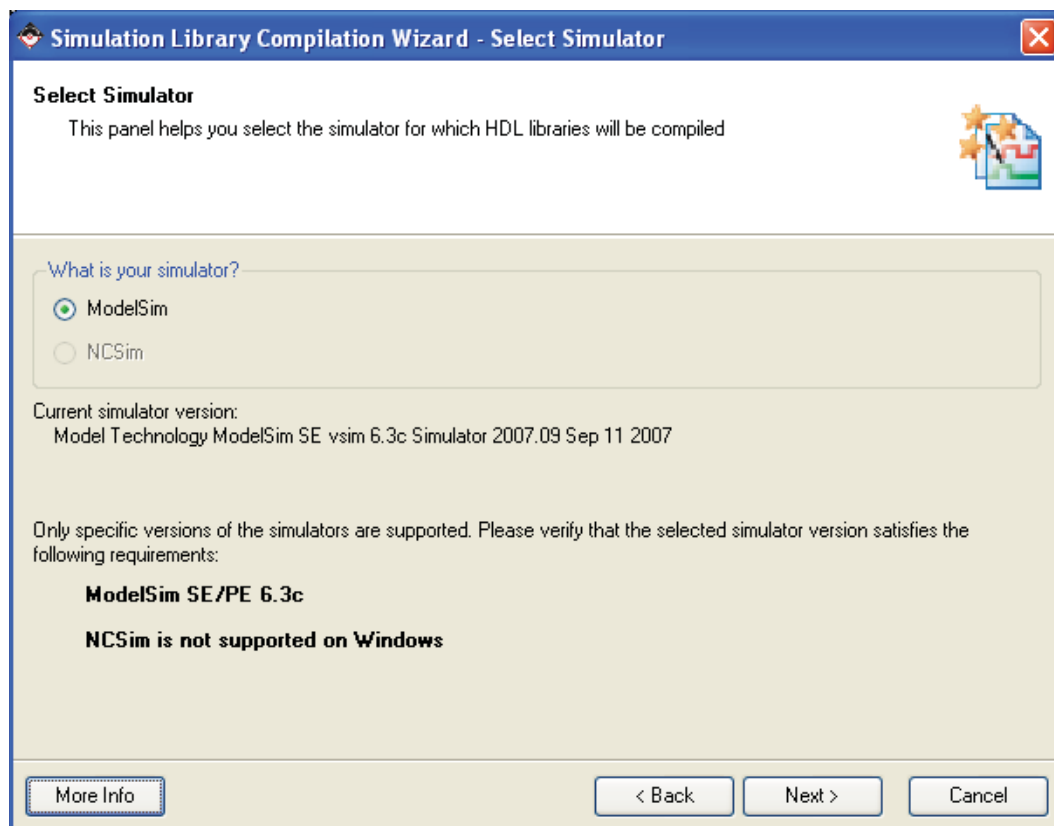 Simulation Library Compilation Wizard - Select Simulator
Select Simulator
This panel helps you select the simulator for which HDL libraries will be compiled
What is your simulator?
ModelSim
NCSim
Current simulator version:
Model Technology ModelSim SE vsim 6.3c Simulator 2007.09 Sep 11 2007
Only specific versions of the simulators are supported. Please verify that the selected simulator version satisfies the
following requirements:
ModelSim SE/PE 6.3c
NCSim is not supported on Windows
More Info
< Back
Next >
Cancel